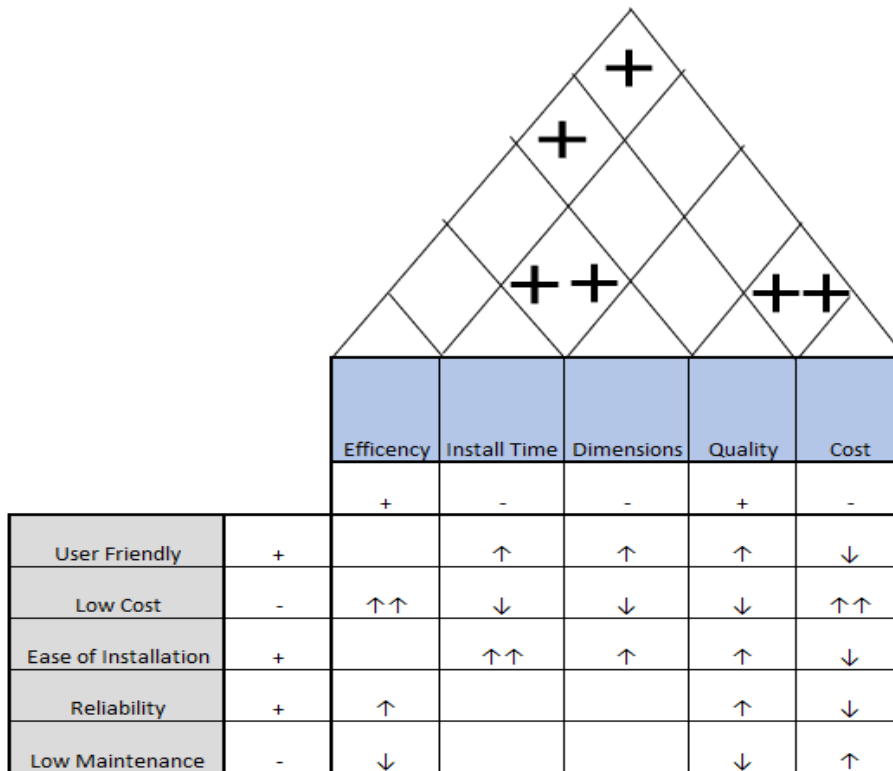 +
+
+ +
++
Efficency Install Time Dimensions Quality Cost
+ - - + -
User Friendly + ↑ ↑ ↑ ↓
Low Cost - ↑↑ ↓ ↓ ↓ ↑↑
Ease of Installation + ↑↑ ↑ ↑ ↓
Reliability + ↑ ↑ ↓
Low Maintenance - ↓ ↓ ↑